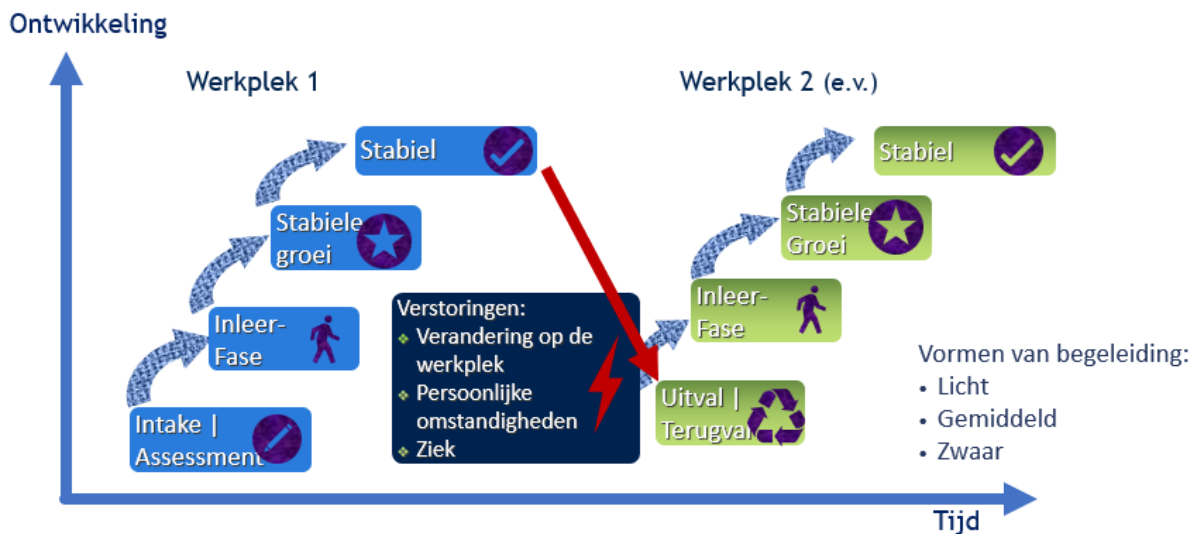 Ontwikkeling
Werkplek 1
Werkplek 2 (e.v.)
Stabiel
Stabiele
groei
Inleer-
Fase
Intake |
Assessment
Verstoringen:
Verandering op de
werkplek
Persoonlijke
omstandigheden
Ziek
Stabiel
Stabiele
Groei
Inleer-
Fase
Uitval |
Terugval
Vormen van begeleiding:
• Licht
• Gemiddeld
• Zwaar
Tijd